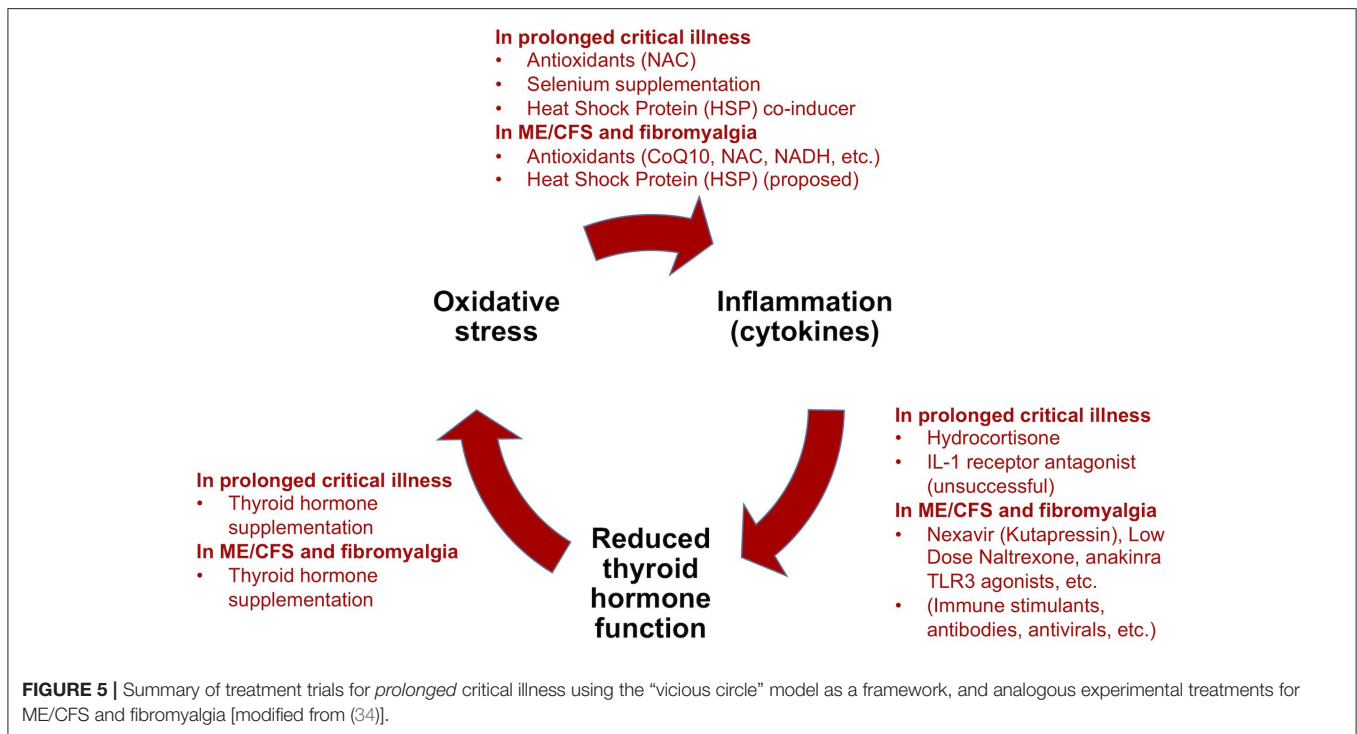 In prolonged critical illness
• Antioxidants (NAC)
• Selenium supplementation
• Heat Shock Protein (HSP) co-inducer
In ME/CFS and fibromyalgia
• Antioxidants (CoQ10, NAC, NADH, etc.)
• Heat Shock Protein (HSP) (proposed)
Oxidative
stress
Inflammation
(cytokines)
In prolonged critical illness
• Hydrocortisone
• IL-1 receptor antagonist
(unsuccessful)
In ME/CFS and fibromyalgia
• Nexavir (Kutapressin), Low
Dose Naltrexone, anakinra
TLR3 agonists, etc.
• (Immune stimulants,
antibodies, antivirals, etc.)
Reduced
thyroid
hormone
function
In prolonged critical illness
• Thyroid hormone
supplementation
In ME/CFS and fibromyalgia
• Thyroid hormone
supplementation
FIGURE 5 | Summary of treatment trials for prolonged critical illness using the “vicious circle” model as a framework, and analogous experimental treatments for
ME/CFS and fibromyalgia [modified from (34)].